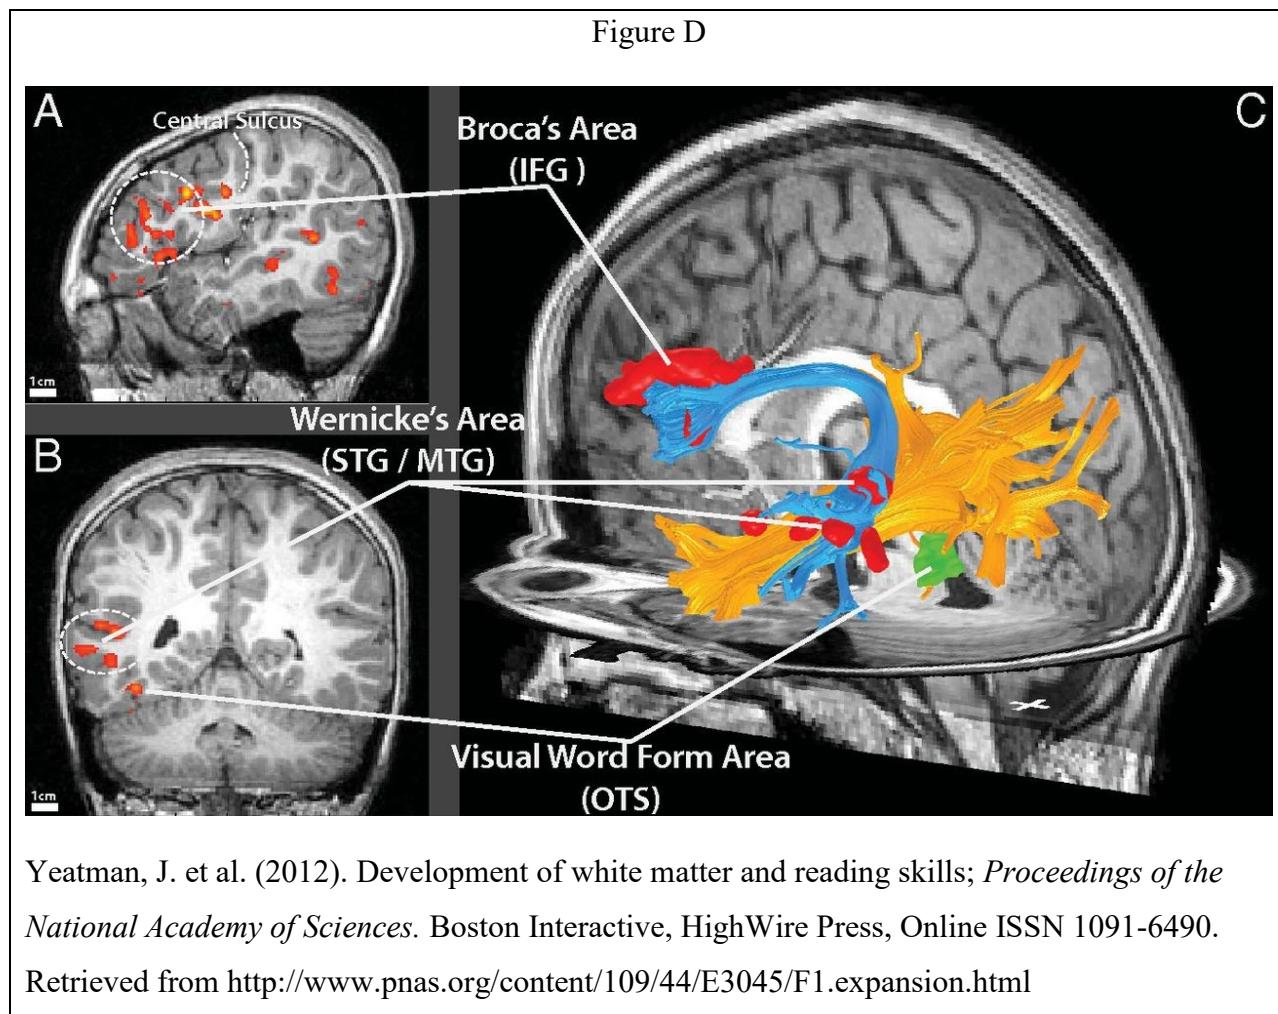 Figure D
A
Central Sulcus
Broca's Area
(IFG )
C
1cm
Wernicke's Area
(STG / MTG)
B
1cm
Visual Word Form Area
(OTS)
Yeatman, J. et al. (2012). Development of white matter and reading skills; Proceedings of the
National Academy of Sciences. Boston Interactive, HighWire Press, Online ISSN 1091-6490.
Retrieved from http://www.pnas.org/content/109/44/E3045/F1.expansion.html